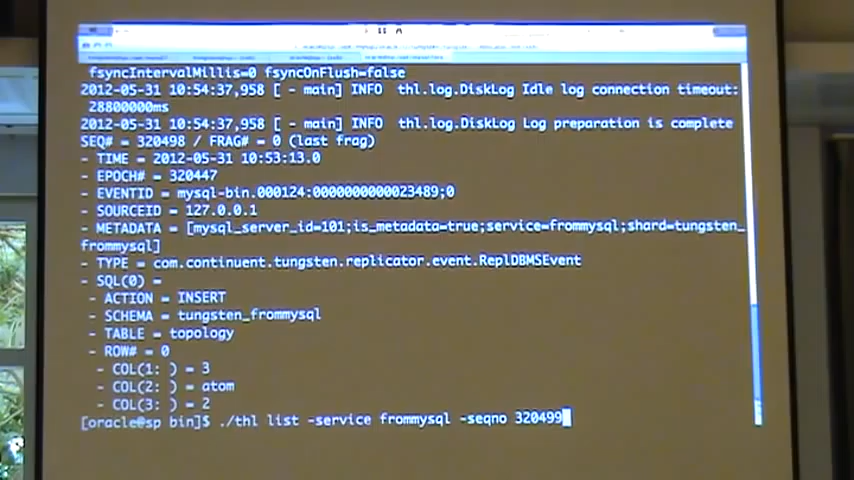 fsyncIntervalMillis=0 fsyncOnFlush=false
2012-05-31 10:54:37,958 [ - main] INFO  thl.log.DiskLog Idle log connection timeout:
28800000ms
2012-05-31 10:54:37,958 [ - main] INFO  thl.log.DiskLog Log preparation is complete
SEQ# = 320498 / FRAG# = 0 (last frag)
- TIME = 2012-05-31 10:53:13.0
- EPOCH# = 320447
- EVENTID = mysql-bin.000124:0000000000023489;0
- SOURCEID = 127.0.0.1
- METADATA = [mysql_server_id=101;is_metadata=true;service=frommysql;shard=tungsten_
frommysql]
- TYPE = com.continuent.tungsten.replicator.event.ReplDBMSEvent
- SQL(0) =
- ACTION = INSERT
- SCHEMA = tungsten_frommysql
- TABLE = topology
- ROW# = 0
- COL(1: ) = 3
- COL(2: ) = atom
- COL(3: ) = 2
[oracle@sp bin]$ ./thl list -service frommysql -seqno 320499